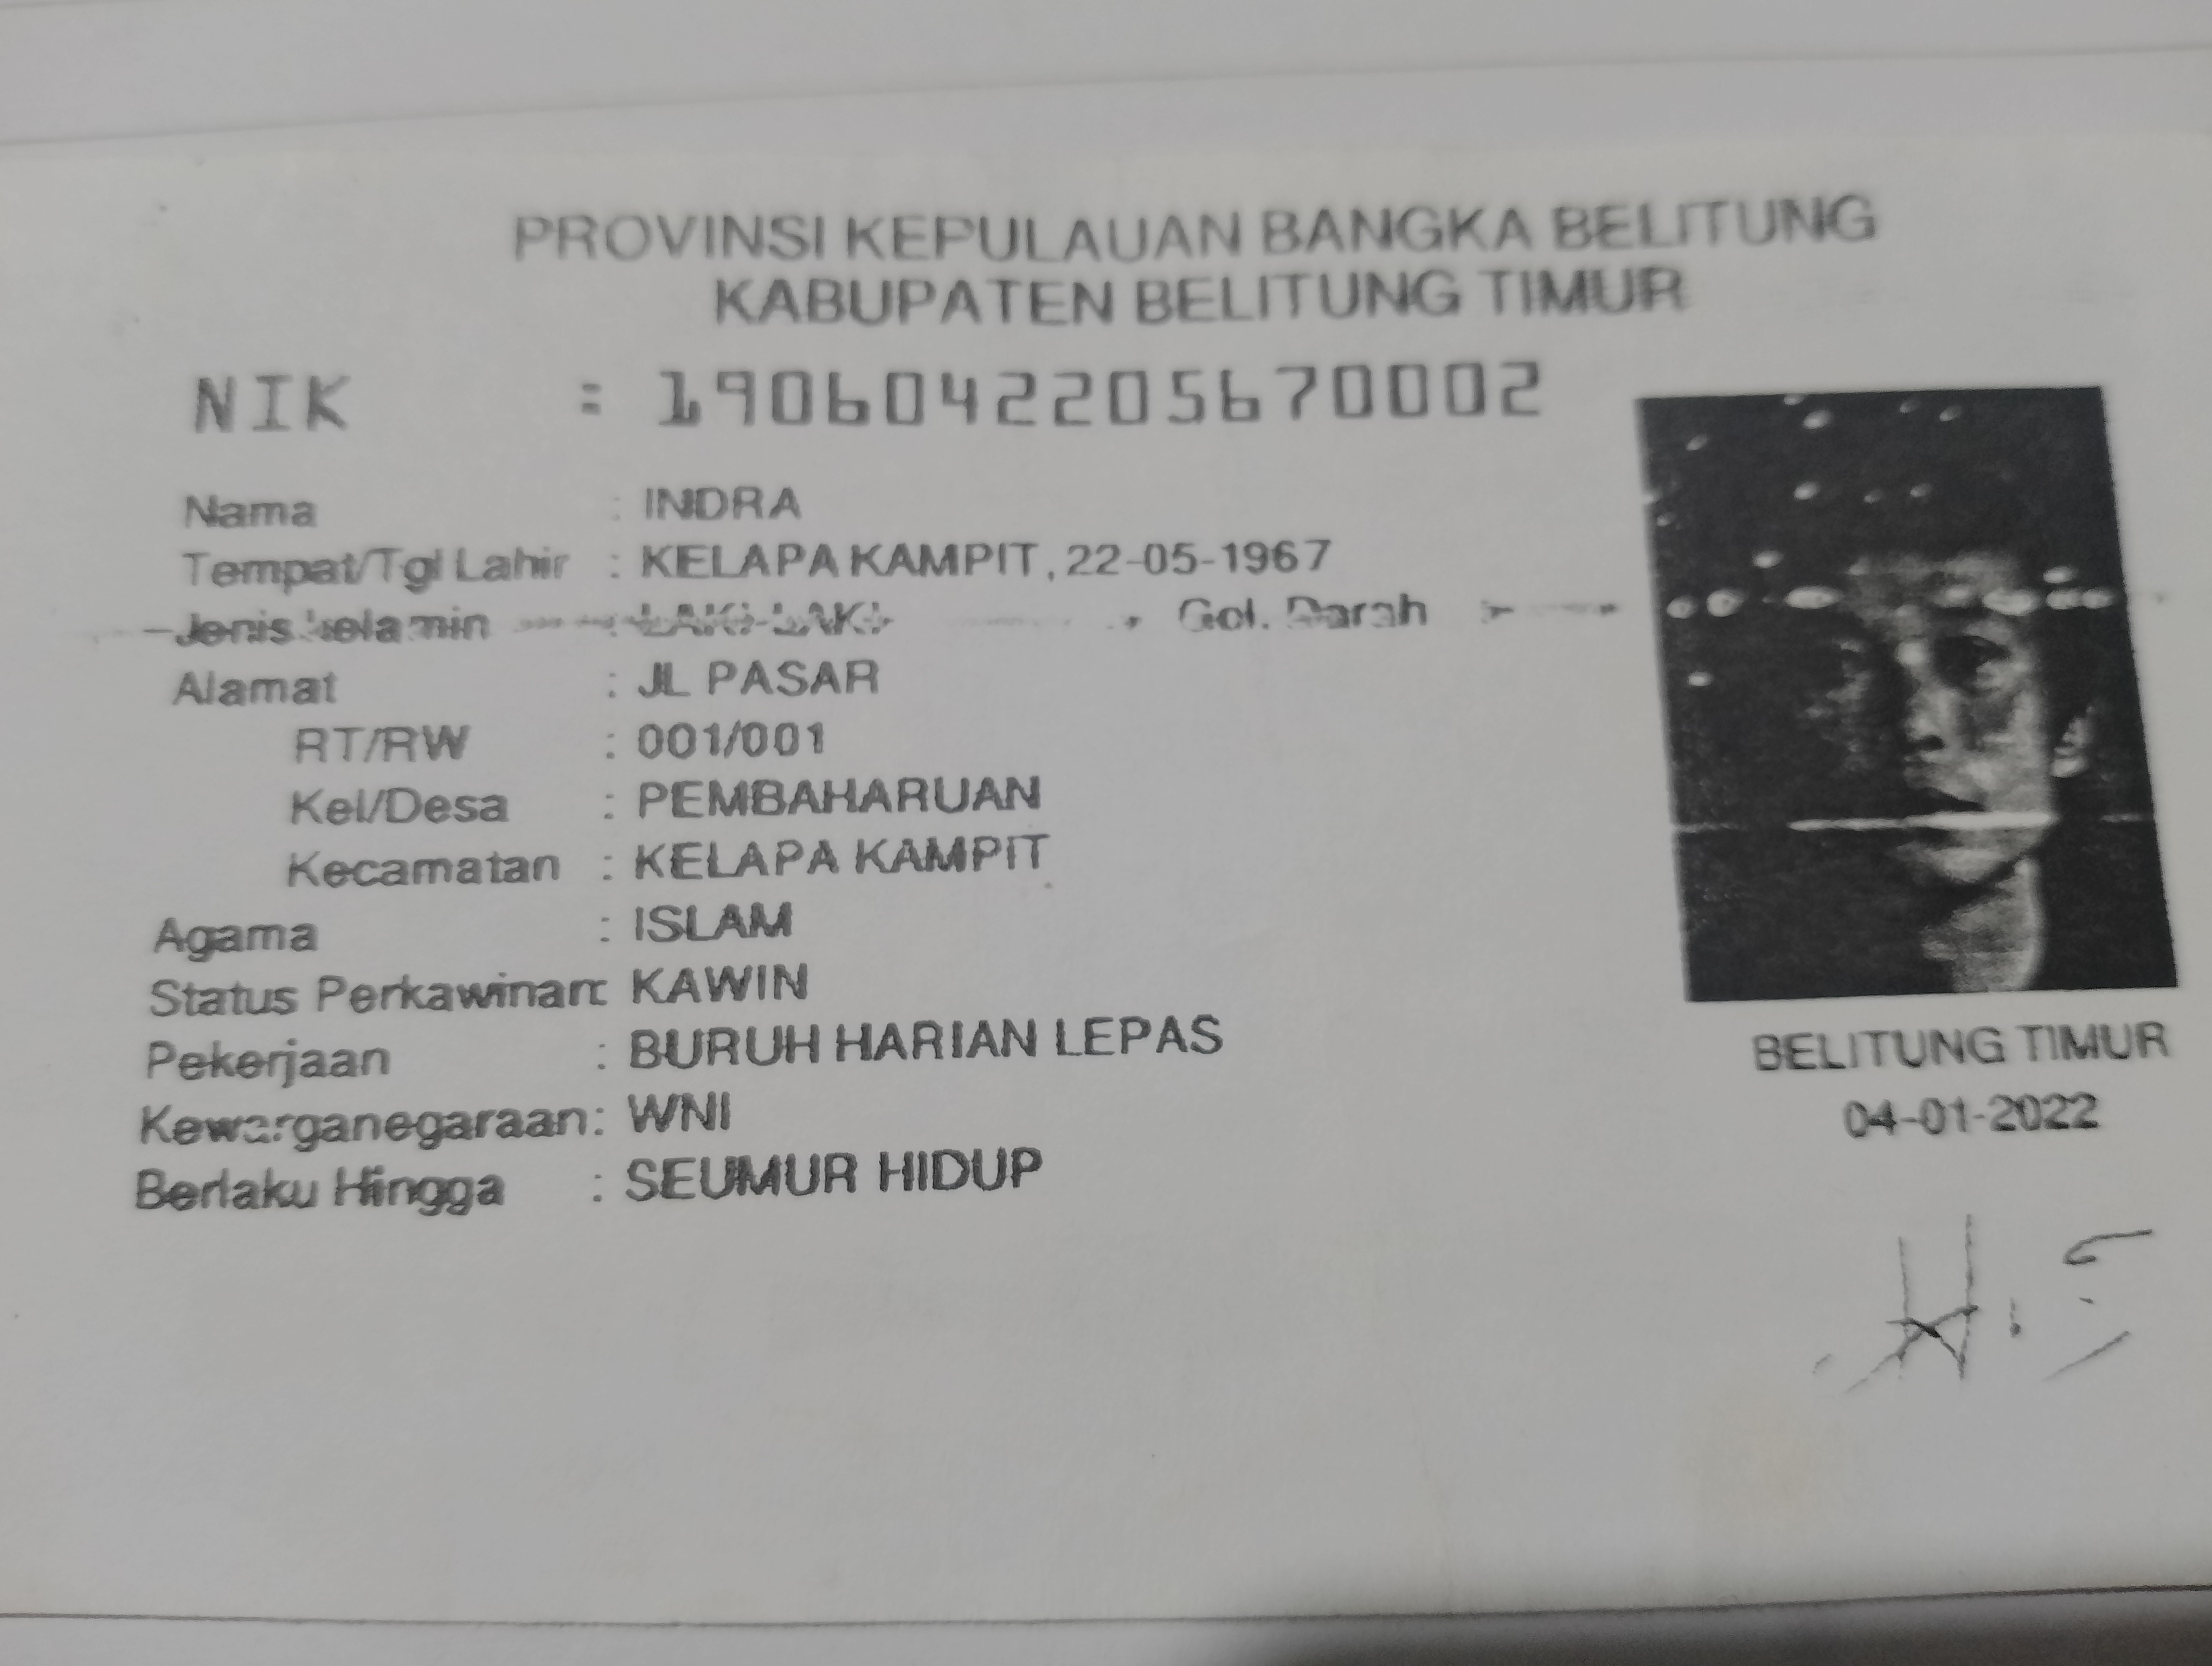 PROVINSI KEPULAUAN BANGKA BELITUNG
KABUPATEN BELITUNG TIMUR
NIK : 1906042205670002
Nama : INDRA
Tempat/Tgl Lahir : KELAPA KAMPIT, 22-05-1967
Jenis kelamin : LAKI-LAKI Gol. Darah
Alamat : JL PASAR
RT/RW : 001/001
Kel/Desa : PEMBAHARUAN
Kecamatan : KELAPA KAMPIT
Agama : ISLAM
Status Perkawinan: KAWIN
Pekerjaan : BURUH HARIAN LEPAS
Kewarganegaraan: WNI
Berlaku Hingga : SEUMUR HIDUP
BELITUNG TIMUR
04-01-2022